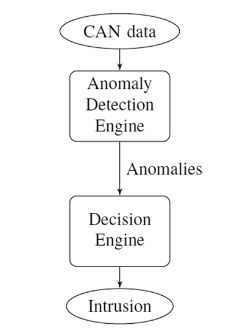 CAN data
Anomaly
Detection
Engine
Anomalies
Decision
Engine
Intrusion